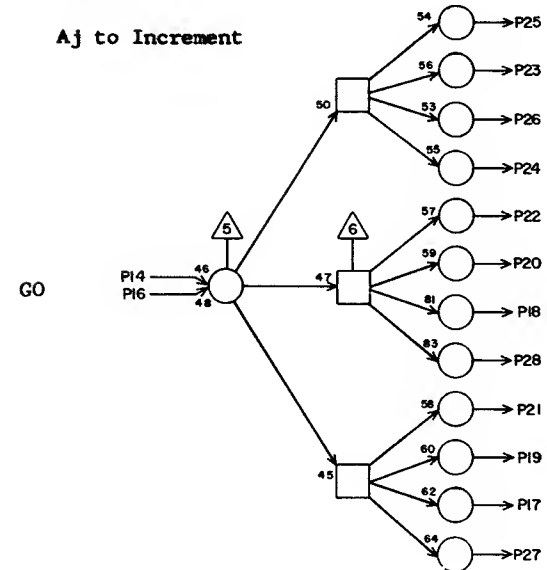 Aj to Increment
54 P25
56 P23
50 53 P26
55 P24
5 6 57 P22
P14 46 47 59 P20
GO P16 48 81 P18
83 P28
58 P21
60 P19
45 62 P17
64 P27